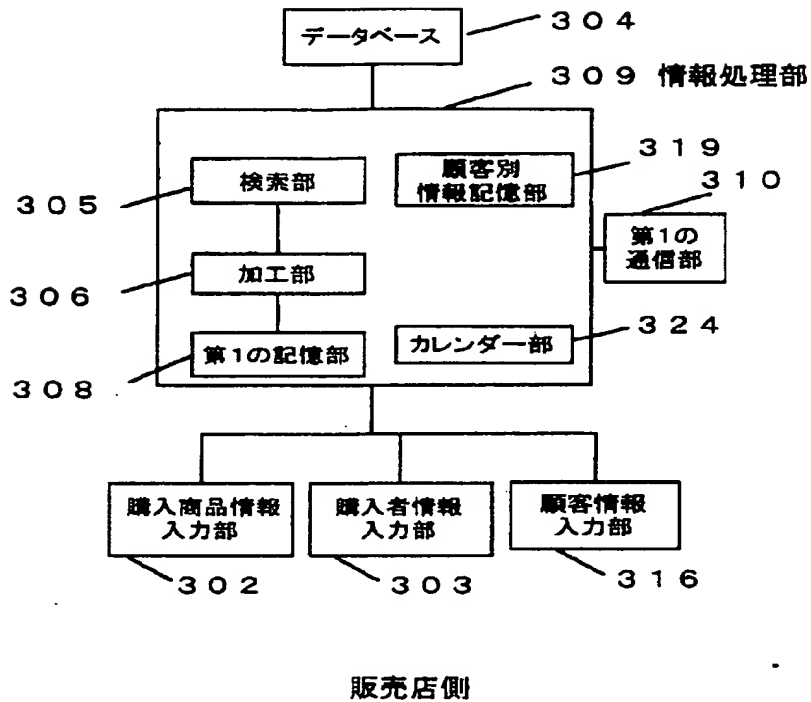 データベース
３０４
３０９ 情報処理部
検索部
顧客別
情報記憶部
３１９
３０５
３１０
第1の
通信部
加工部
３０６
第1の記憶部
カレンダー部
３２４
３０８
購入商品情報
入力部
購入者情報
入力部
顧客情報
入力部
３０２
３０３
３１６
販売店側